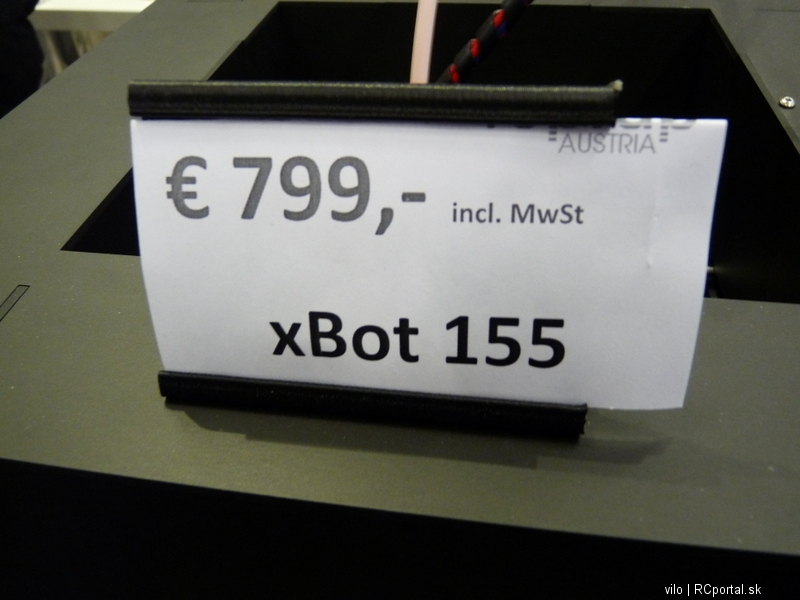 AUSTRIA
€ 799,- incl. MwSt
xBot 155
vilo | RCportal.sk